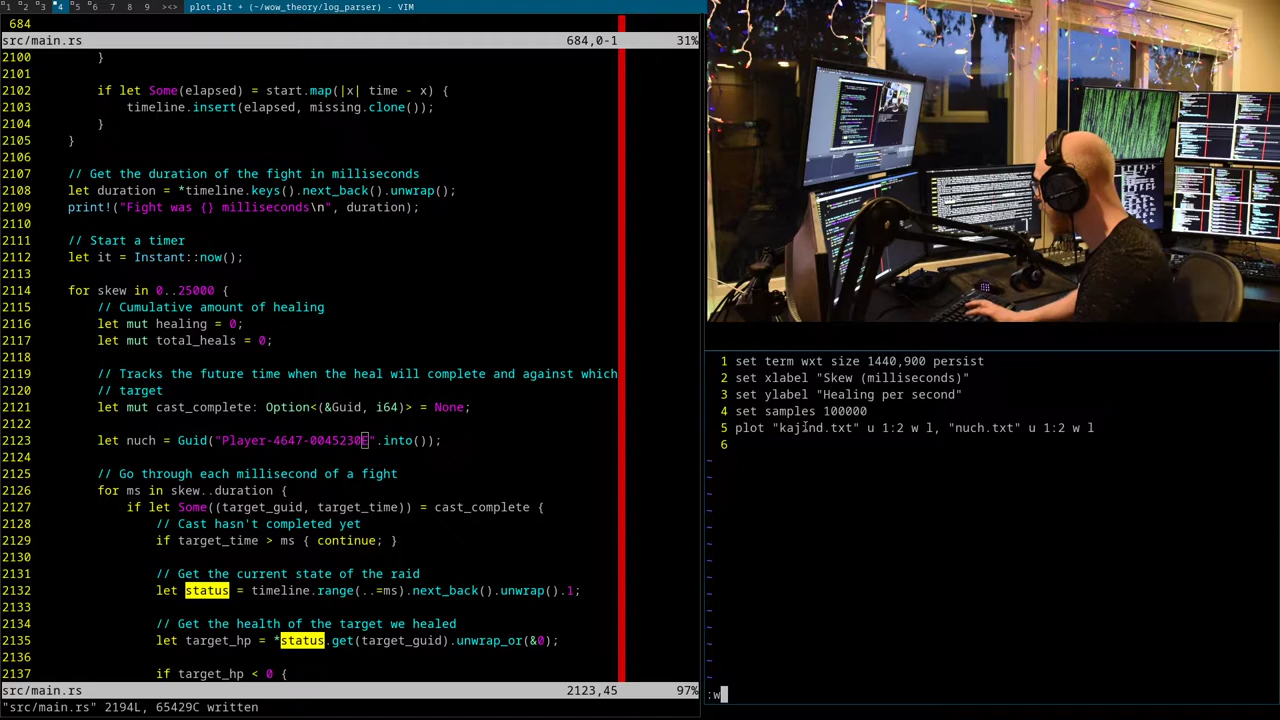 1 2 3 4 5 6 7 8 9 ><> plot.plt + (~/wow_theory/log_parser) - VIM
684
src/main.rs 684,0-1 31%
2100 }
2101
2102 if let Some(elapsed) = start.map(|x| time - x) {
2103 timeline.insert(elapsed, missing.clone());
2104 }
2105 }
2106
2107 // Get the duration of the fight in milliseconds
2108 let duration = *timeline.keys().next_back().unwrap();
2109 print!("Fight was {} milliseconds\n", duration);
2110
2111 // Start a timer
2112 let it = Instant::now();
2113
2114 for skew in 0..25000 {
2115 // Cumulative amount of healing
2116 let mut healing = 0;
2117 let mut total_heals = 0;
2118
2119 // Tracks the future time when the heal will complete and against which
2120 // target
2121 let mut cast_complete: Option<(&Guid, i64)> = None;
2122
2123 let nuch = Guid("Player-4647-0045230E".into());
2124
2125 // Go through each millisecond of a fight
2126 for ms in skew..duration {
2127 if let Some((target_guid, target_time)) = cast_complete {
2128 // Cast hasn't completed yet
2129 if target_time > ms { continue; }
2130
2131 // Get the current state of the raid
2132 let status = timeline.range(..=ms).next_back().unwrap().1;
2133
2134 // Get the health of the target we healed
2135 let target_hp = *status.get(target_guid).unwrap_or(&0);
2136
2137 if target_hp < 0 {
src/main.rs 2123,45 97%
"src/main.rs" 2194L, 65429C written
1 set term wxt size 1440,900 persist
2 set xlabel "Skew (milliseconds)"
3 set ylabel "Healing per second"
4 set samples 100000
5 plot "kajind.txt" u 1:2 w l, "nuch.txt" u 1:2 w l
6
~
~
~
~
~
~
~
~
~
~
~
~
~
~
:w